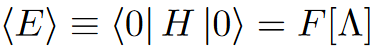 ⟨E⟩ ≡ ⟨0| H |0⟩ = F[Λ]